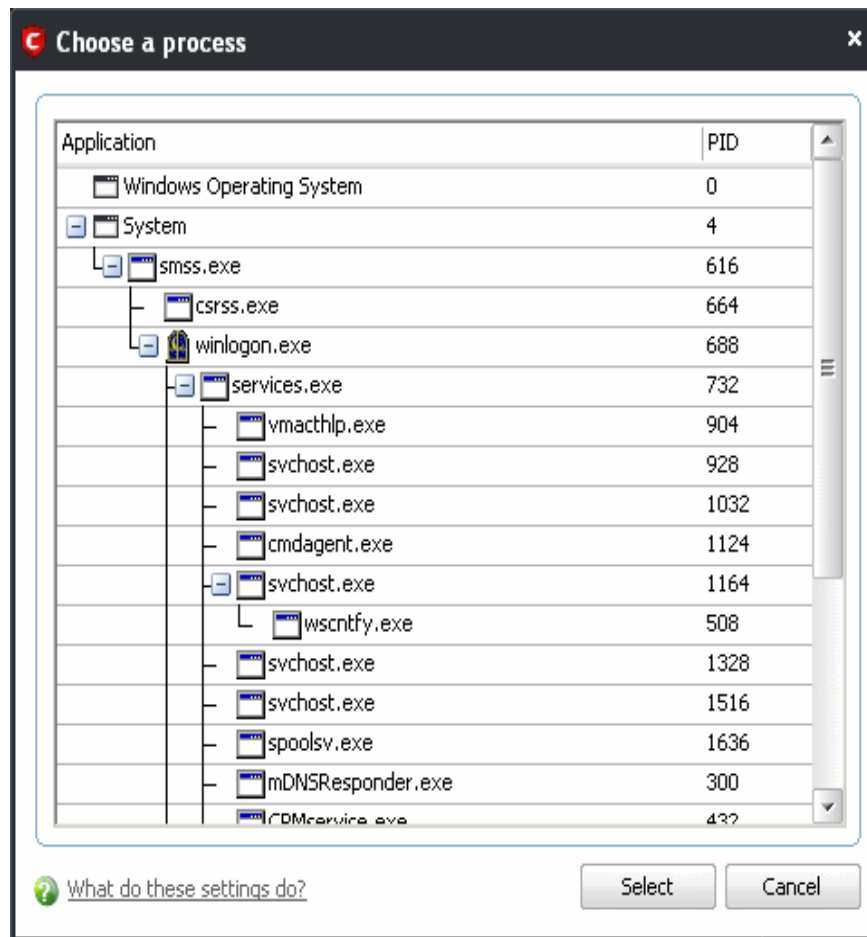 Choose a process
Application PID
Windows Operating System 0
System 4
smss.exe 616
csrss.exe 664
winlogon.exe 688
services.exe 732
vmacthlp.exe 904
svchost.exe 928
svchost.exe 1032
cmdagent.exe 1124
svchost.exe 1164
wscntfy.exe 508
svchost.exe 1328
svchost.exe 1516
spoolsv.exe 1636
mDNSResponder.exe 300
CPMservice.exe 432
What do these settings do?
Select Cancel